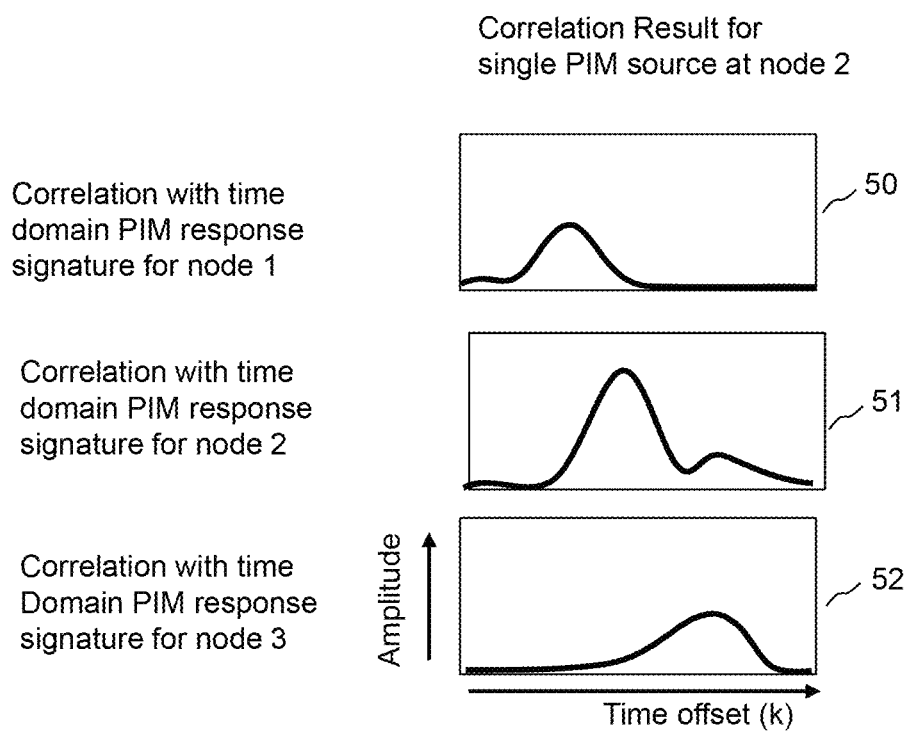 Correlation Result for
single PIM source at node 2
50
Correlation with time
domain PIM response
signature for node 1
51
Correlation with time
domain PIM response
signature for node 2
52
Correlation with time
Domain PIM response
signature for node 3
Amplitude
Time offset (k)